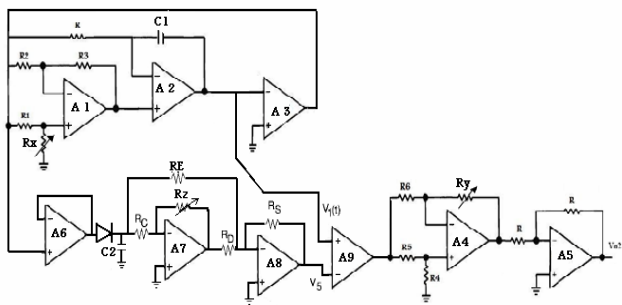 R C1
R2 R3
A 1 A 2 A 3
R1
Rx
RE
R6 Ry
Rz RS V1(t)
A6 RC RD
C2 A7 A8 A9 R5 A4 R R
V5 R4 A5 Vo2